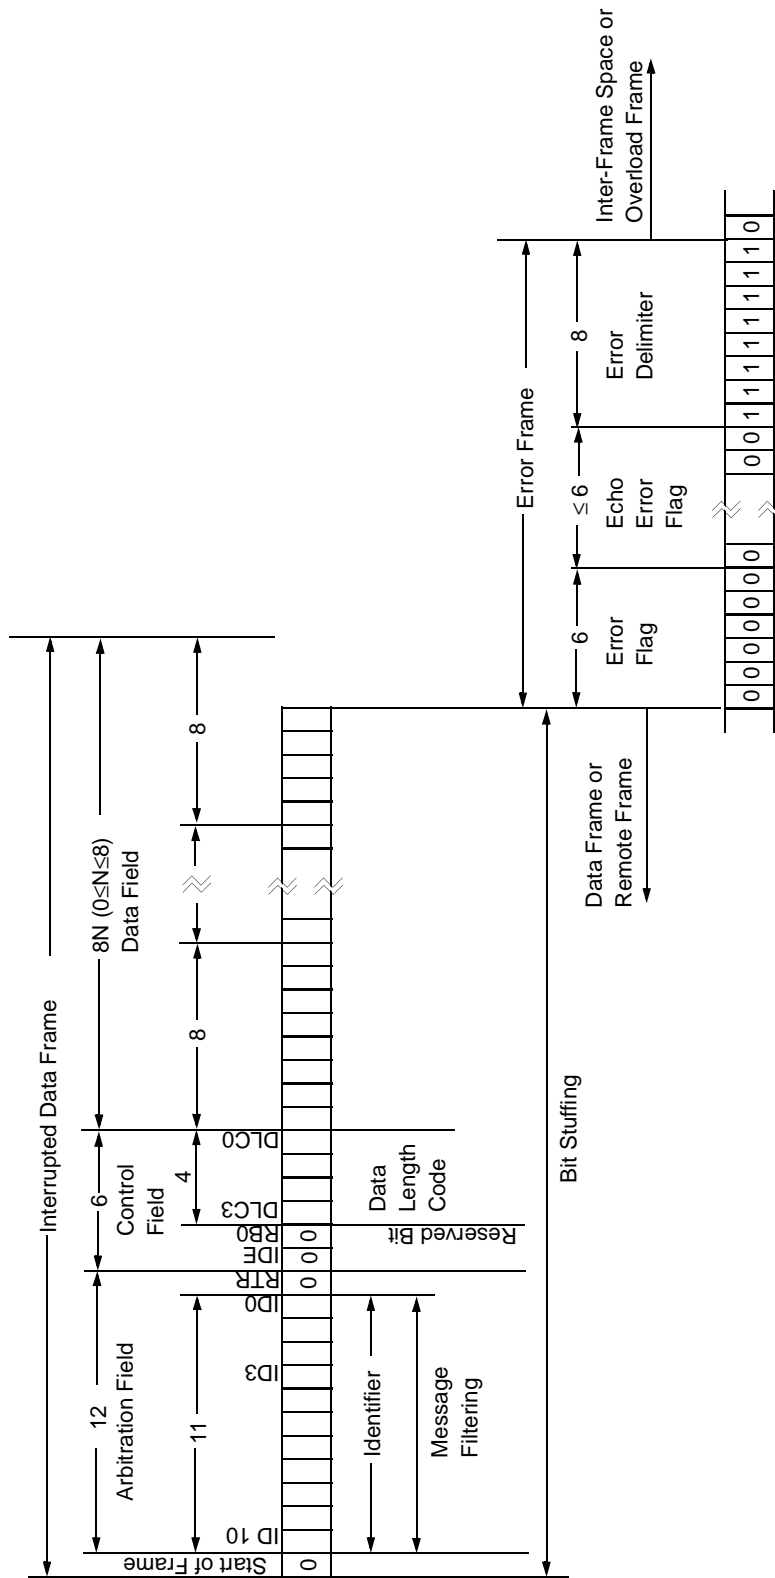 Interrupted Data Frame
12
Arbitration Field
6
Control
Field
8N (0≤N≤8)
Data Field
11
4
8
8
Start of Frame
ID 10
ID3
ID0
RTR
IDE
RB0
DLC3
DLC0
0
0
0
0
Identifier
Message
Filtering
Reserved Bit
Data
Length
Code
Bit Stuffing
Data Frame or
Remote Frame
Error Frame
6
Error
Flag
≤ 6
Echo
Error
Flag
8
Error
Delimiter
Inter-Frame Space or
Overload Frame
0 0 0 0 0 0 0 0 0 1 1 1 1 1 1 1 1 0